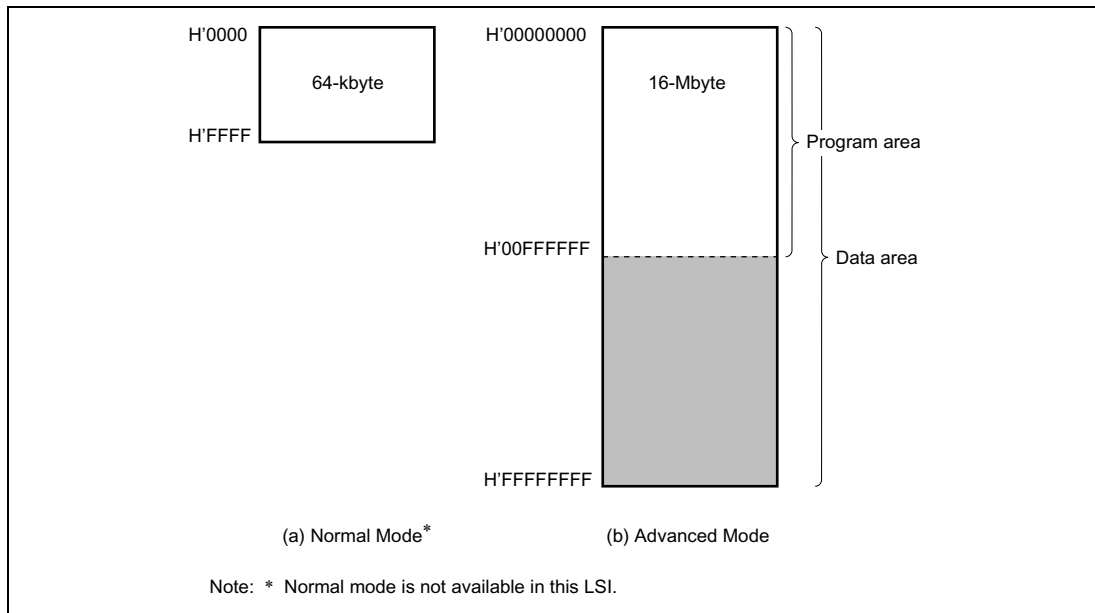 H'0000
64-kbyte
H'FFFF
H'00000000
16-Mbyte
Program area
H'00FFFFFF
Data area
H'FFFFFFFF
(a) Normal Mode*
(b) Advanced Mode
Note: * Normal mode is not available in this LSI.